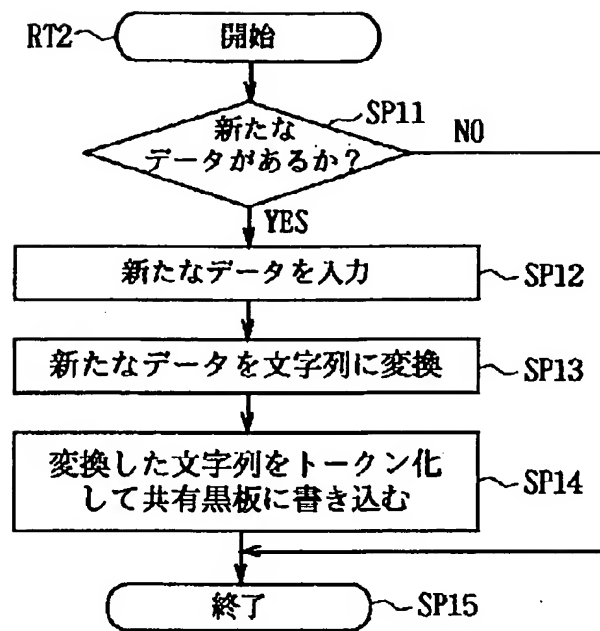 RT2
開始
SP11
新たな
データがあるか?
NO
YES
新たなデータを入力
SP12
新たなデータを文字列に変換
SP13
変換した文字列をトークン化
して共有黒板に書き込む
SP14
終了
SP15